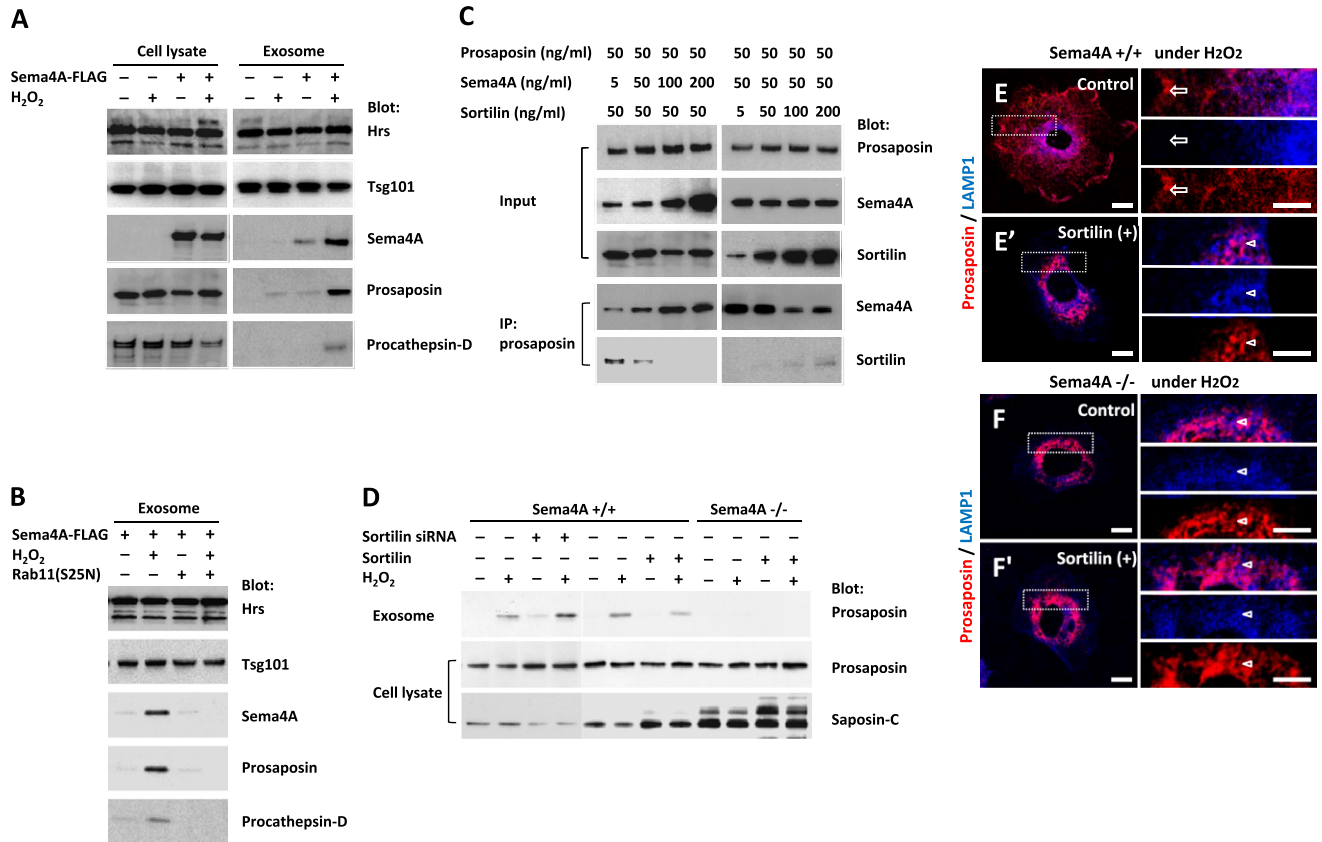 A
Cell lysate Exosome
Sema4A-FLAG – – + + – – + +
H2O2 – + – + – + – +
Blot:
Hrs
Tsg101
Sema4A
Prosaposin
Procathepsin-D
B
Exosome
Sema4A-FLAG + + + +
H2O2 – + – +
Rab11(S25N) – – + +
Blot:
Hrs
Tsg101
Sema4A
Prosaposin
Procathepsin-D
C
Prosaposin (ng/ml) 50 50 50 50 50 50 50 50
Sema4A (ng/ml) 5 50 100 200 50 50 50 50
Sortilin (ng/ml) 50 50 50 50 5 50 100 200
Blot:
Prosaposin
Input
Sema4A
Sortilin
IP:
prosaposin
Sema4A
Sortilin
D
Sema4A +/+ Sema4A -/-
Sortilin siRNA – – + + – – – – – – – –
Sortilin – – – – – – + + – – + +
H2O2 – + – + – + – + – + – +
Blot:
Exosome Prosaposin
Prosaposin
Cell lysate
Saposin-C
Sema4A +/+ under H2O2
E Control
E’ Sortilin (+)
Prosaposin / LAMP1
Sema4A -/- under H2O2
F Control
F' Sortilin (+)
Prosaposin / LAMP1